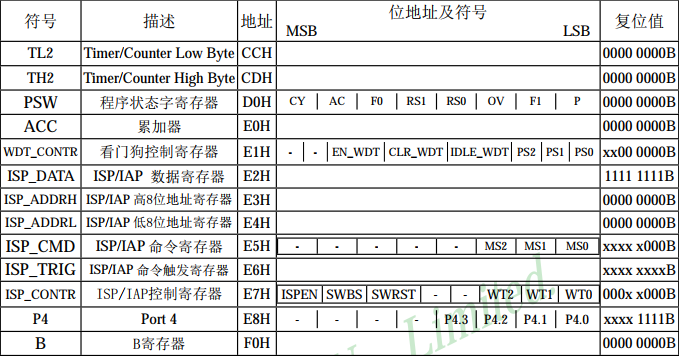 符号 描述 地址 位地址及符号 复位值
MSB LSB
TL2 Timer/Counter Low Byte CCH 0000 0000B
TH2 Timer/Counter High Byte CDH 0000 0000B
PSW 程序状态字寄存器 D0H CY AC F0 RS1 RS0 OV F1 P 0000 0000B
ACC 累加器 E0H 0000 0000B
WDT_CONTR 看门狗控制寄存器 E1H - - EN_WDT CLR_WDT IDLE_WDT PS2 PS1 PS0 xx00 0000B
ISP_DATA ISP/IAP 数据寄存器 E2H 1111 1111B
ISP_ADDRH ISP/IAP 高8位地址寄存器 E3H 0000 0000B
ISP_ADDRL ISP/IAP 低8位地址寄存器 E4H 0000 0000B
ISP_CMD ISP/IAP 命令寄存器 E5H - - - - - MS2 MS1 MS0 xxxx x000B
ISP_TRIG ISP/IAP 命令触发寄存器 E6H xxxx xxxxB
ISP_CONTR ISP/IAP控制寄存器 E7H ISPEN SWBS SWRST - - WT2 WT1 WT0 000x x000B
P4 Port 4 E8H - - - - P4.3 P4.2 P4.1 P4.0 xxxx 1111B
B B寄存器 F0H 0000 0000B
Limited.